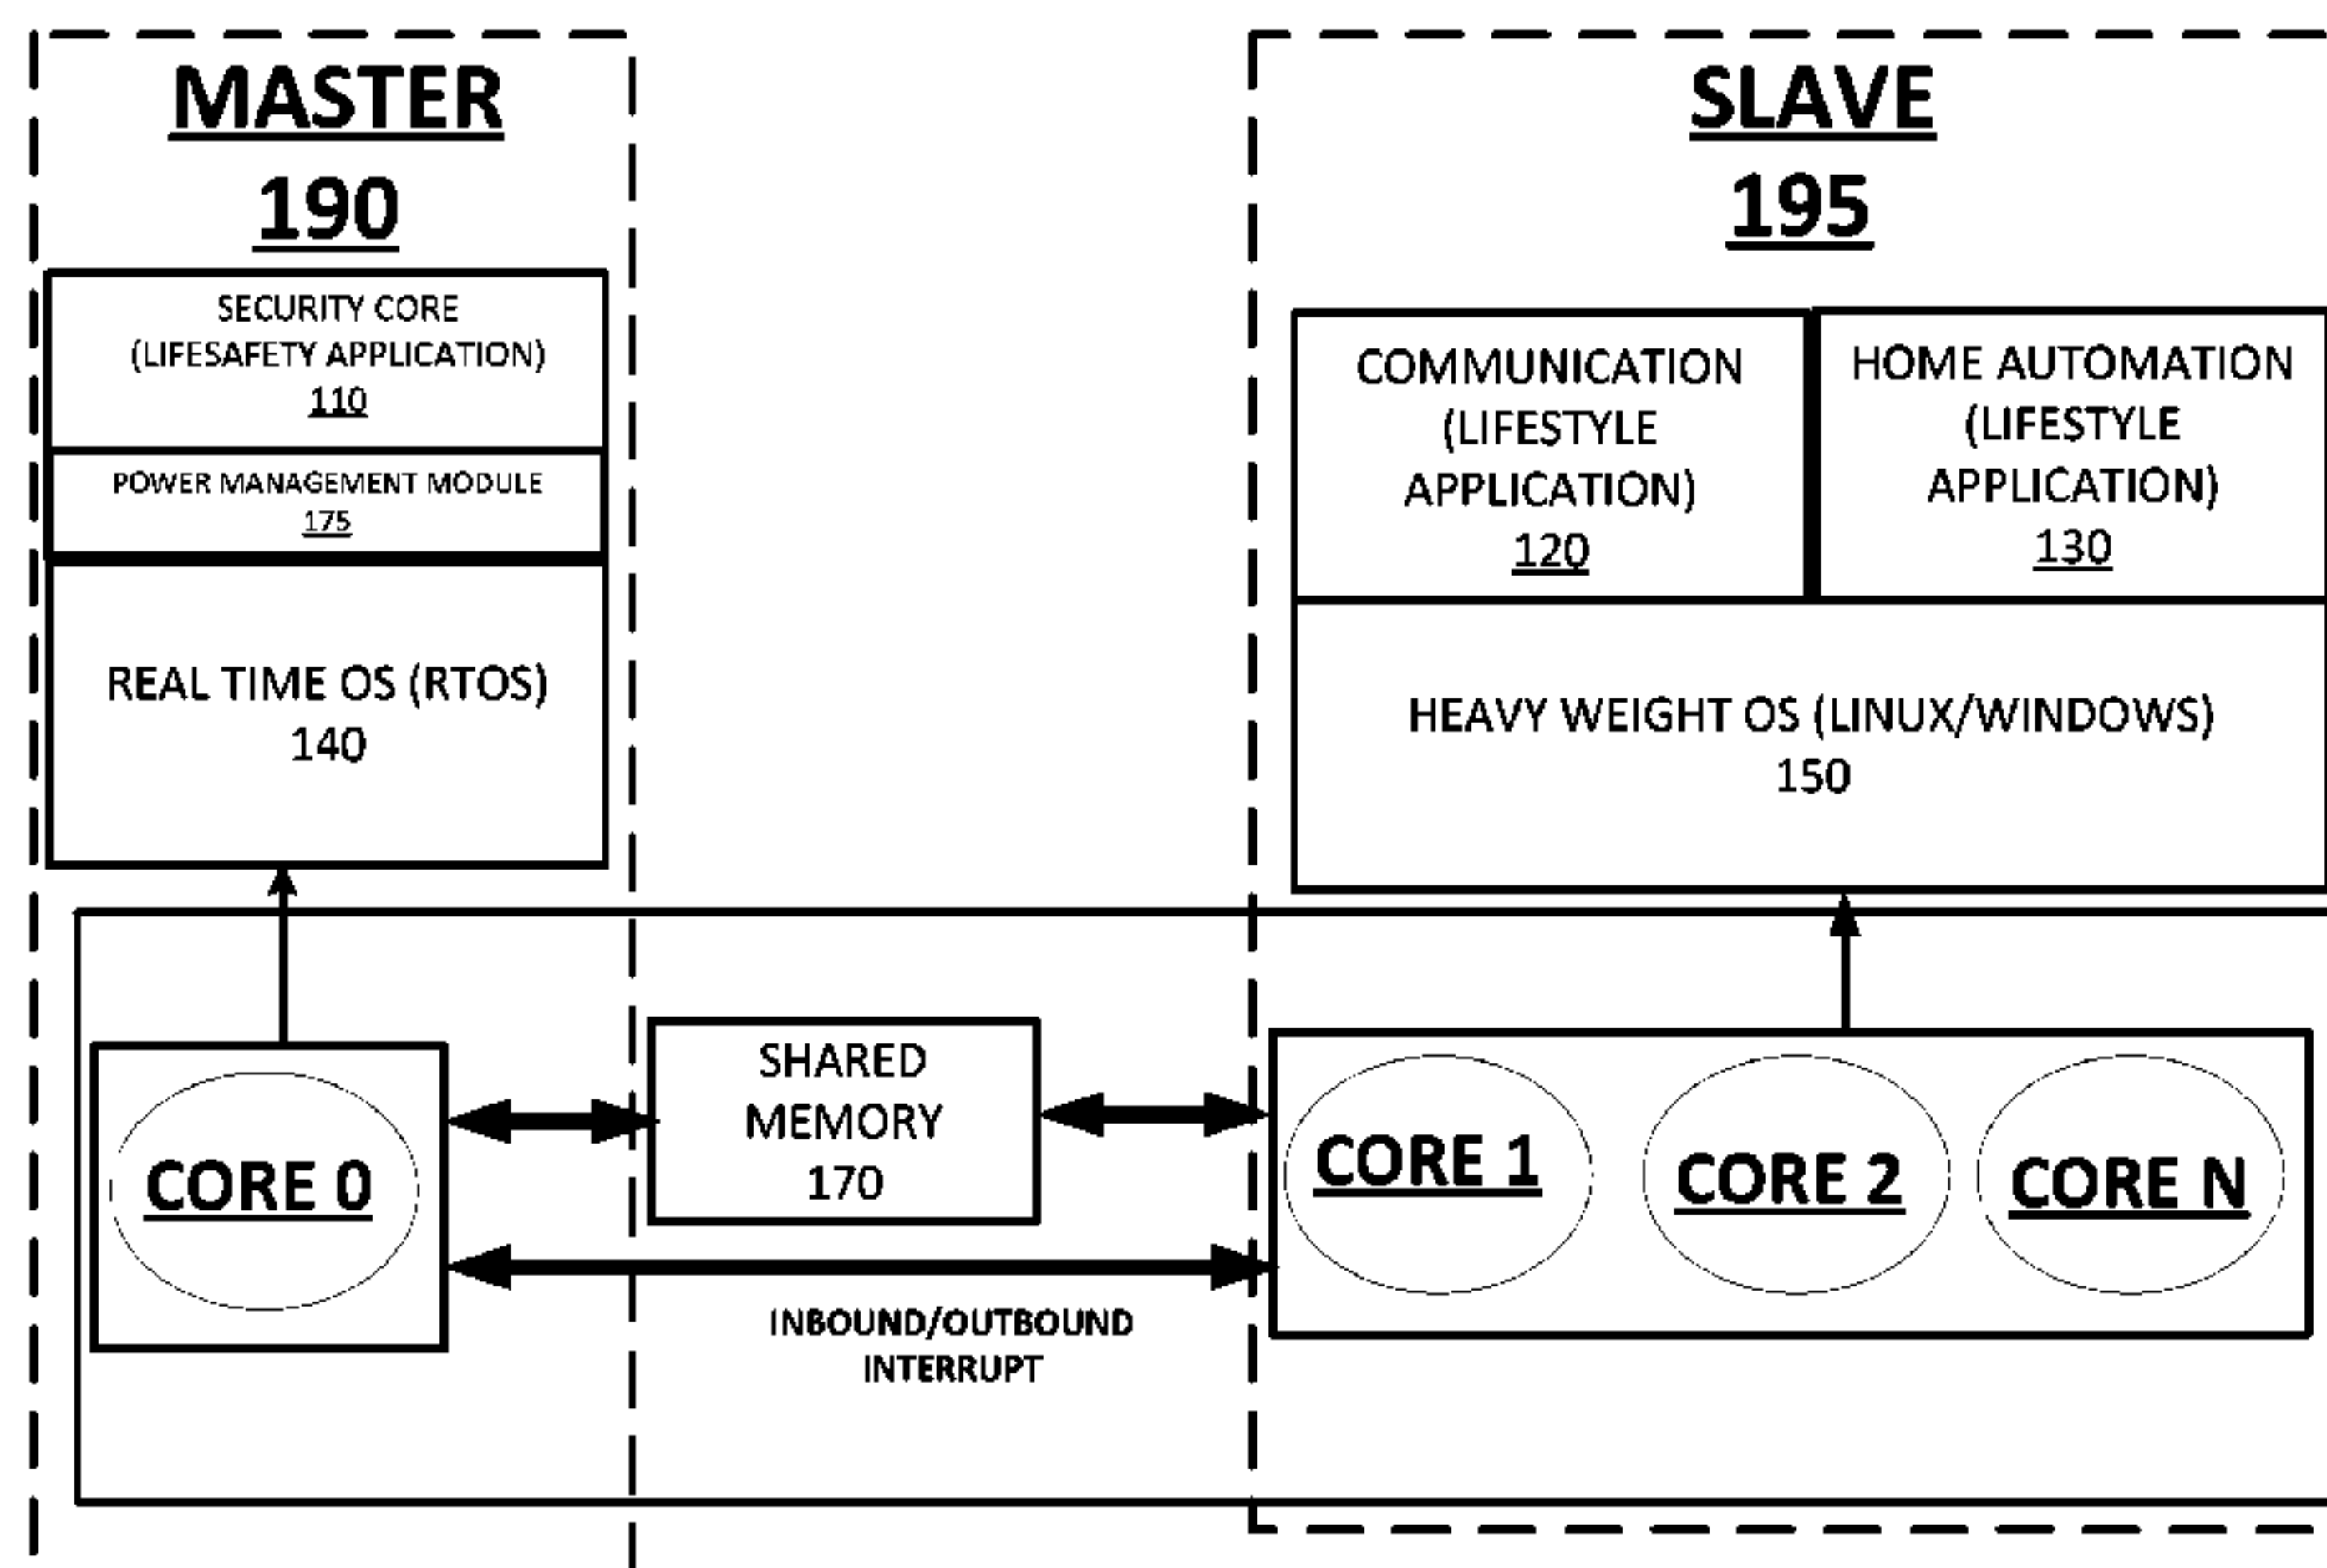 MASTER
190
SECURITY CORE
(LIFESAFETY APPLICATION)
110
POWER MANAGEMENT MODULE
175
REAL TIME OS (RTOS)
140
SLAVE
195
COMMUNICATION
(LIFESTYLE
APPLICATION)
120
HOME AUTOMATION
(LIFESTYLE
APPLICATION)
130
HEAVY WEIGHT OS (LINUX/WINDOWS)
150
CORE 0
SHARED
MEMORY
170
INBOUND/OUTBOUND
INTERRUPT
CORE 1
CORE 2
CORE N